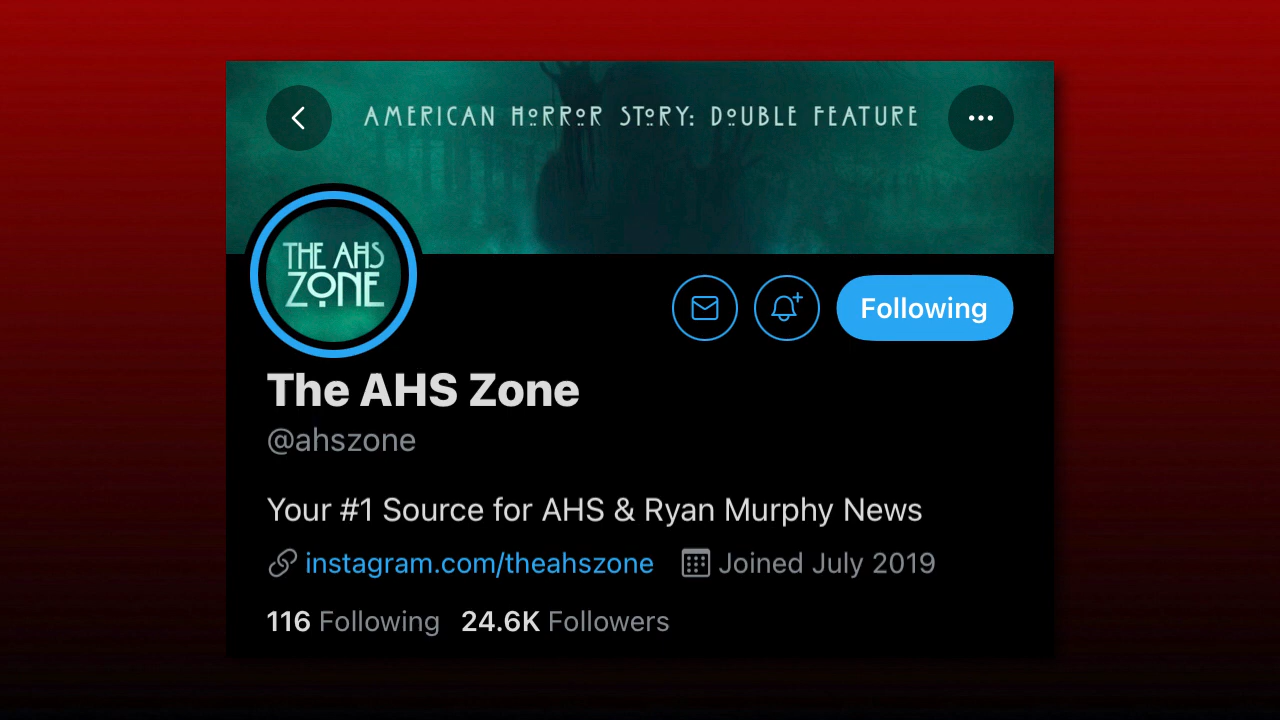 AMERICAN HORROR STORY: DOUBLE FEATURE
THE AHS
ZONE
Following
The AHS Zone
@ahszone
Your #1 Source for AHS & Ryan Murphy News
instagram.com/theahszone Joined July 2019
116 Following 24.6K Followers